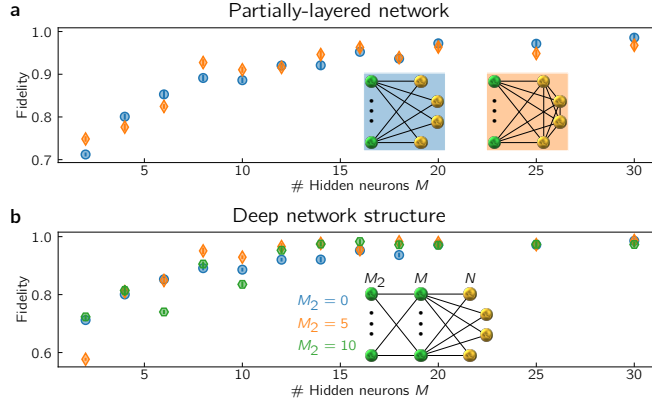 a
Partially-layered network
1.0
0.9
0.8
0.7
Fidelity
5 10 15 20 25 30
# Hidden neurons M
b
Deep network structure
1.0
0.8
0.6
Fidelity
M₂ M N
M₂ = 0
M₂ = 5
M₂ = 10
5 10 15 20 25 30
# Hidden neurons M